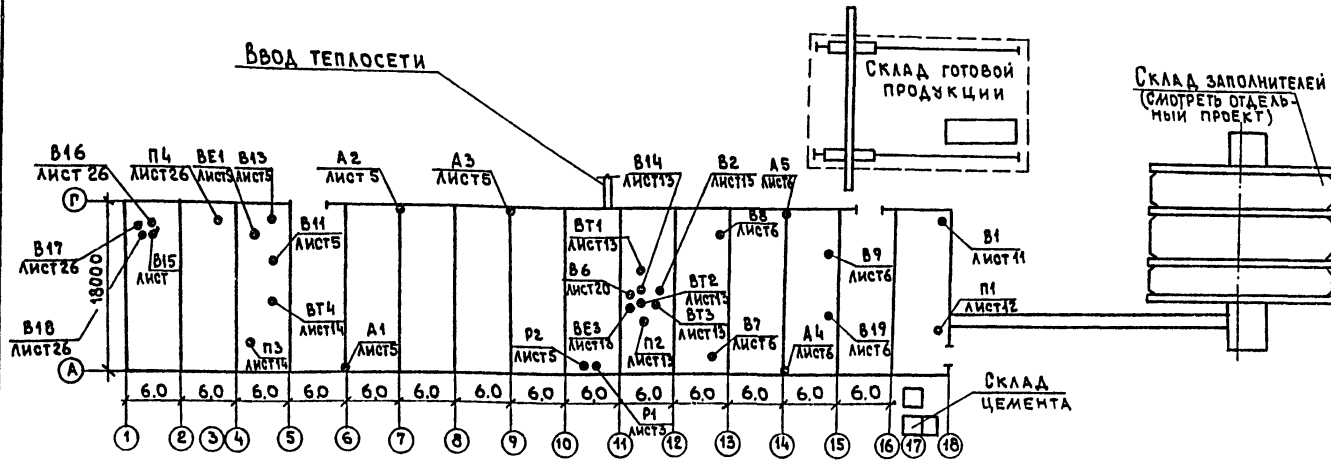 Ввод теплосети
Склад готовой
продукции
Склад заполнителей
(смотреть отдель-
ный проект)
В16
лист 26
П4
лист26
ВЕ1
лист5
В13
лист5
А2
лист 5
А3
лист5
В14
лист13
В2
лист13
А5
лист6
Г
В17
лист26
В15
лист
В11
лист5
ВТ1
лист13
В8
лист6
В9
лист6
В1
лист11
18000
В6
лист20
ВТ2
лист13
ВТ3
лист13
П1
лист12
В18
лист26
ВТ4
лист14
П3
лист14
А1
лист5
Р2
лист5
ВЕ3
лист13
П2
лист13
В7
лист6
А4
лист6
В19
лист6
А
6.0 6.0 6.0 6.0 6.0 6.0 6.0 6.0 6.0 6.0 6.0 6.0 6.0 6.0
Р1
лист3
Склад
цемента
1 2 3 4 5 6 7 8 9 10 11 12 13 14 15 16 17 18